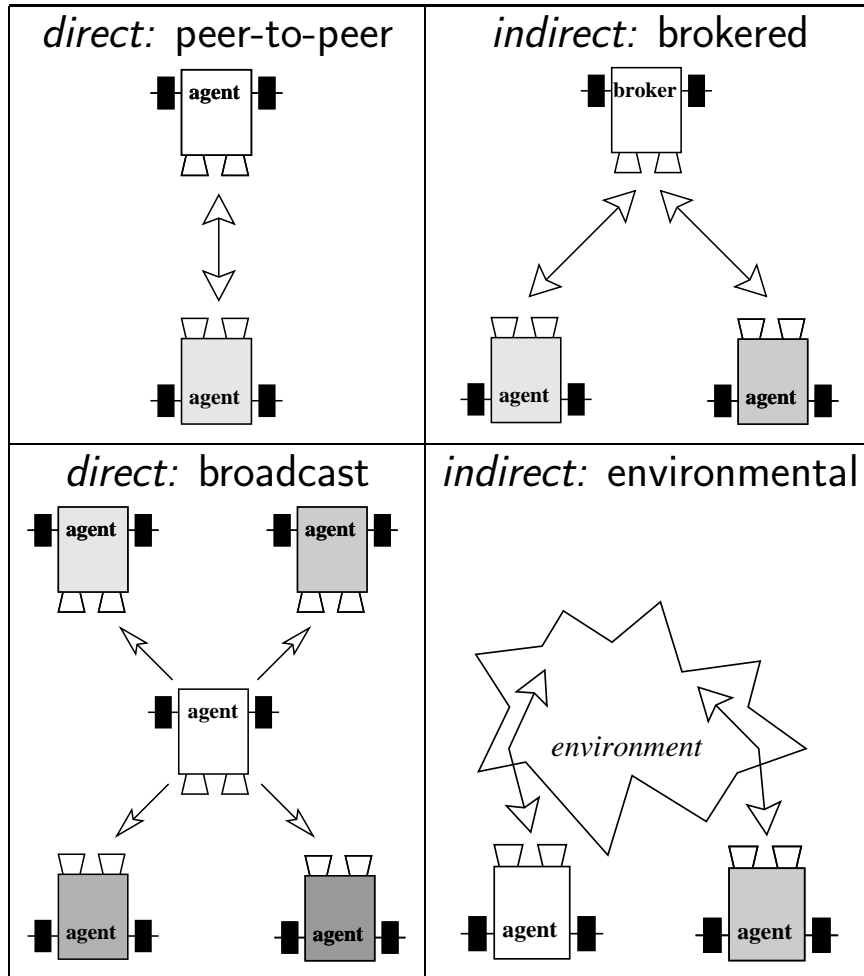 direct: peer-to-peer
agent
agent
indirect: brokered
broker
agent
agent
direct: broadcast
agent
agent
agent
agent
agent
indirect: environmental
environment
agent
agent